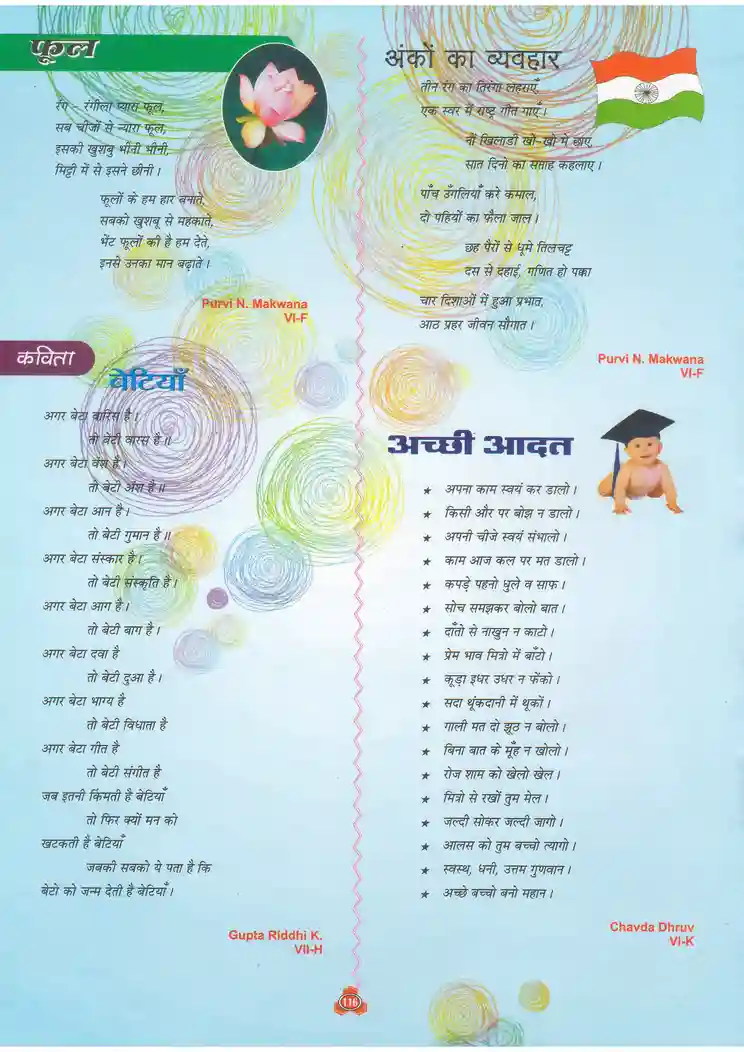 फूल
रंग - रंगीला प्यारा फूल,
सब चीजों से न्यारा फूल,
इसकी खुशबु भीनी भीनी,
मिट्टी में से इसने छीनी ।
फूलों के हम हार बनाते,
सबको खुशबू से महकाते,
भेंट फूलों की है हम देते,
इनसे उनका मान बढ़ाते ।
Purvi N. Makwana
VI-F
कविता
बेटियाँ
अगर बेटा वारिस है ।
तो बेटी वारस है ॥
अगर बेटा वंश है ।
तो बेटी अँश है ॥
अगर बेटा आन है ।
तो बेटी गुमान है ॥
अगर बेटा संस्कार है ।
तो बेटी संस्कृति है ।
अगर बेटा आग है ।
तो बेटी बाग है ।
अगर बेटा दवा है
तो बेटी दुआ है ।
अगर बेटा भाग्य है
तो बेटी विधाता है
अगर बेटा गीत है
तो बेटी संगीत है
जब इतनी किंमती है बेटियाँ
तो फिर क्यों मन को
खटकती है बेटियाँ
जबकी सबको ये पता है कि
बेटो को जन्म देती है बेटियाँ ।
Gupta Riddhi K.
VII-H
अंकों का व्यवहार
तीन रंग का तिरंगा लहराएँ,
एक स्वर में राष्ट्र गीत गाएँ ।
नौं खिलाडी खो-खो में छाए,
सात दिनो का सप्ताह कहलाए ।
पाँच उँगलियाँ करे कमाल,
दो पहियों का फैला जाल ।
छह पैरों से धूमे तिलचट्ट
दस से दहाई, गणित हो पक्का
चार दिशाओं में हुआ प्रभात,
आठ प्रहर जीवन सौगात ।
Purvi N. Makwana
VI-F
अच्छी आदत
★ अपना काम स्वयं कर डालो ।
★ किसी और पर बोझ न डालो ।
★ अपनी चीजे स्वयं संभालो ।
★ काम आज कल पर मत डालो ।
★ कपड़े पहनो धुले व साफ ।
★ सोच समझकर बोलो बात ।
★ दाँतो से नाखुन न काटो ।
★ प्रेम भाव मित्रो में बाँटो ।
★ कूड़ा इधर उधर न फेंको ।
★ सदा थूंकदानी में थूकों ।
★ गाली मत दो झूठ न बोलो ।
★ बिना बात के मूँह न खोलो ।
★ रोज शाम को खेलो खेल ।
★ मित्रो से रखों तुम मेल ।
★ जल्दी सोकर जल्दी जागो ।
★ आलस को तुम बच्चो त्यागो ।
★ स्वस्थ, धनी, उत्तम गुणवान ।
★ अच्छे बच्चो बनो महान ।
Chavda Dhruv
VI-K
116